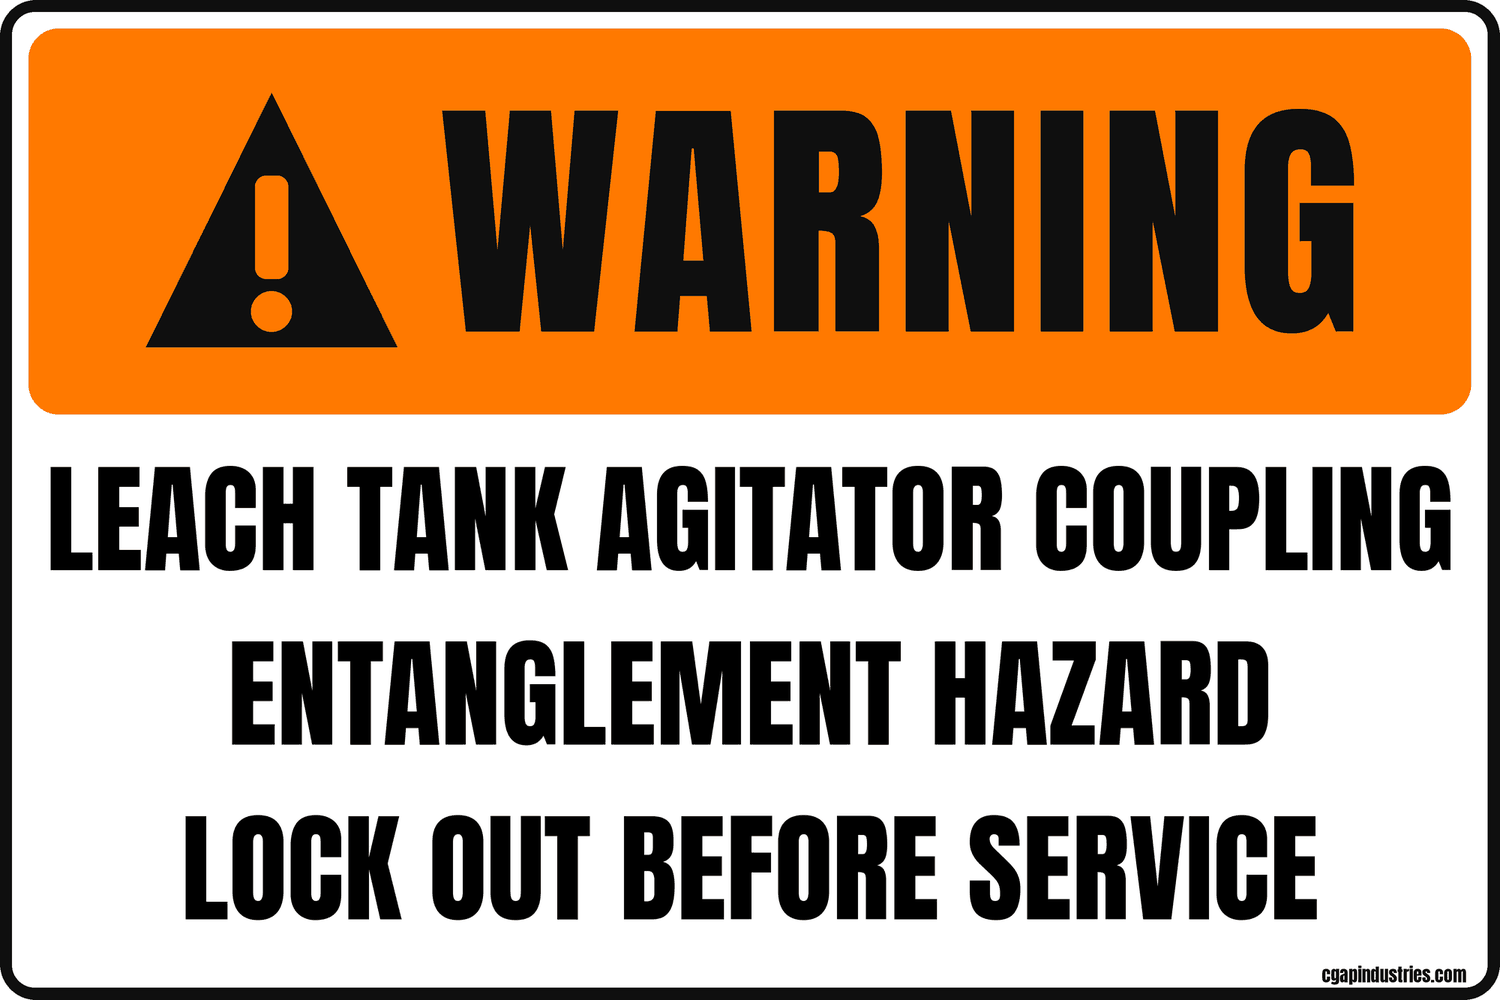 WARNING
LEACH TANK AGITATOR COUPLING
ENTANGLEMENT HAZARD
LOCK OUT BEFORE SERVICE
cgapindustries.com